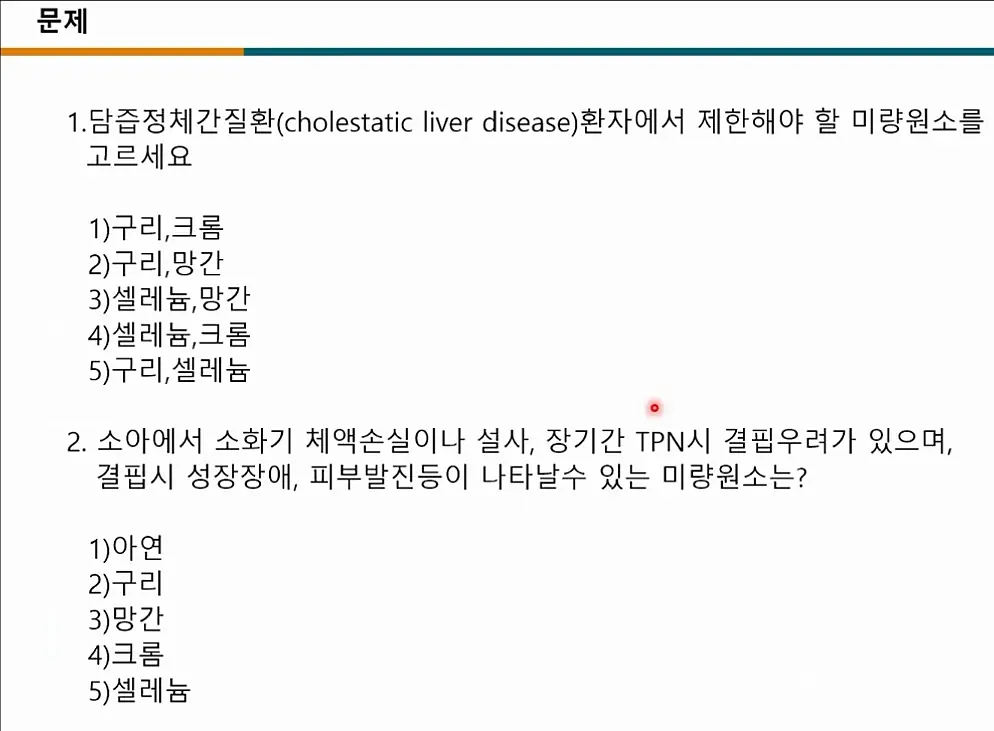 문제
1.담즙정체간질환(cholestatic liver disease)환자에서 제한해야 할 미량원소를
고르세요
1)구리,크롬
2)구리,망간
3)셀레늄,망간
4)셀레늄,크롬
5)구리,셀레늄
2. 소아에서 소화기 체액손실이나 설사, 장기간 TPN시 결핍우려가 있으며,
결핍시 성장장애, 피부발진등이 나타날수 있는 미량원소는?
1)아연
2)구리
3)망간
4)크롬
5)셀레늄